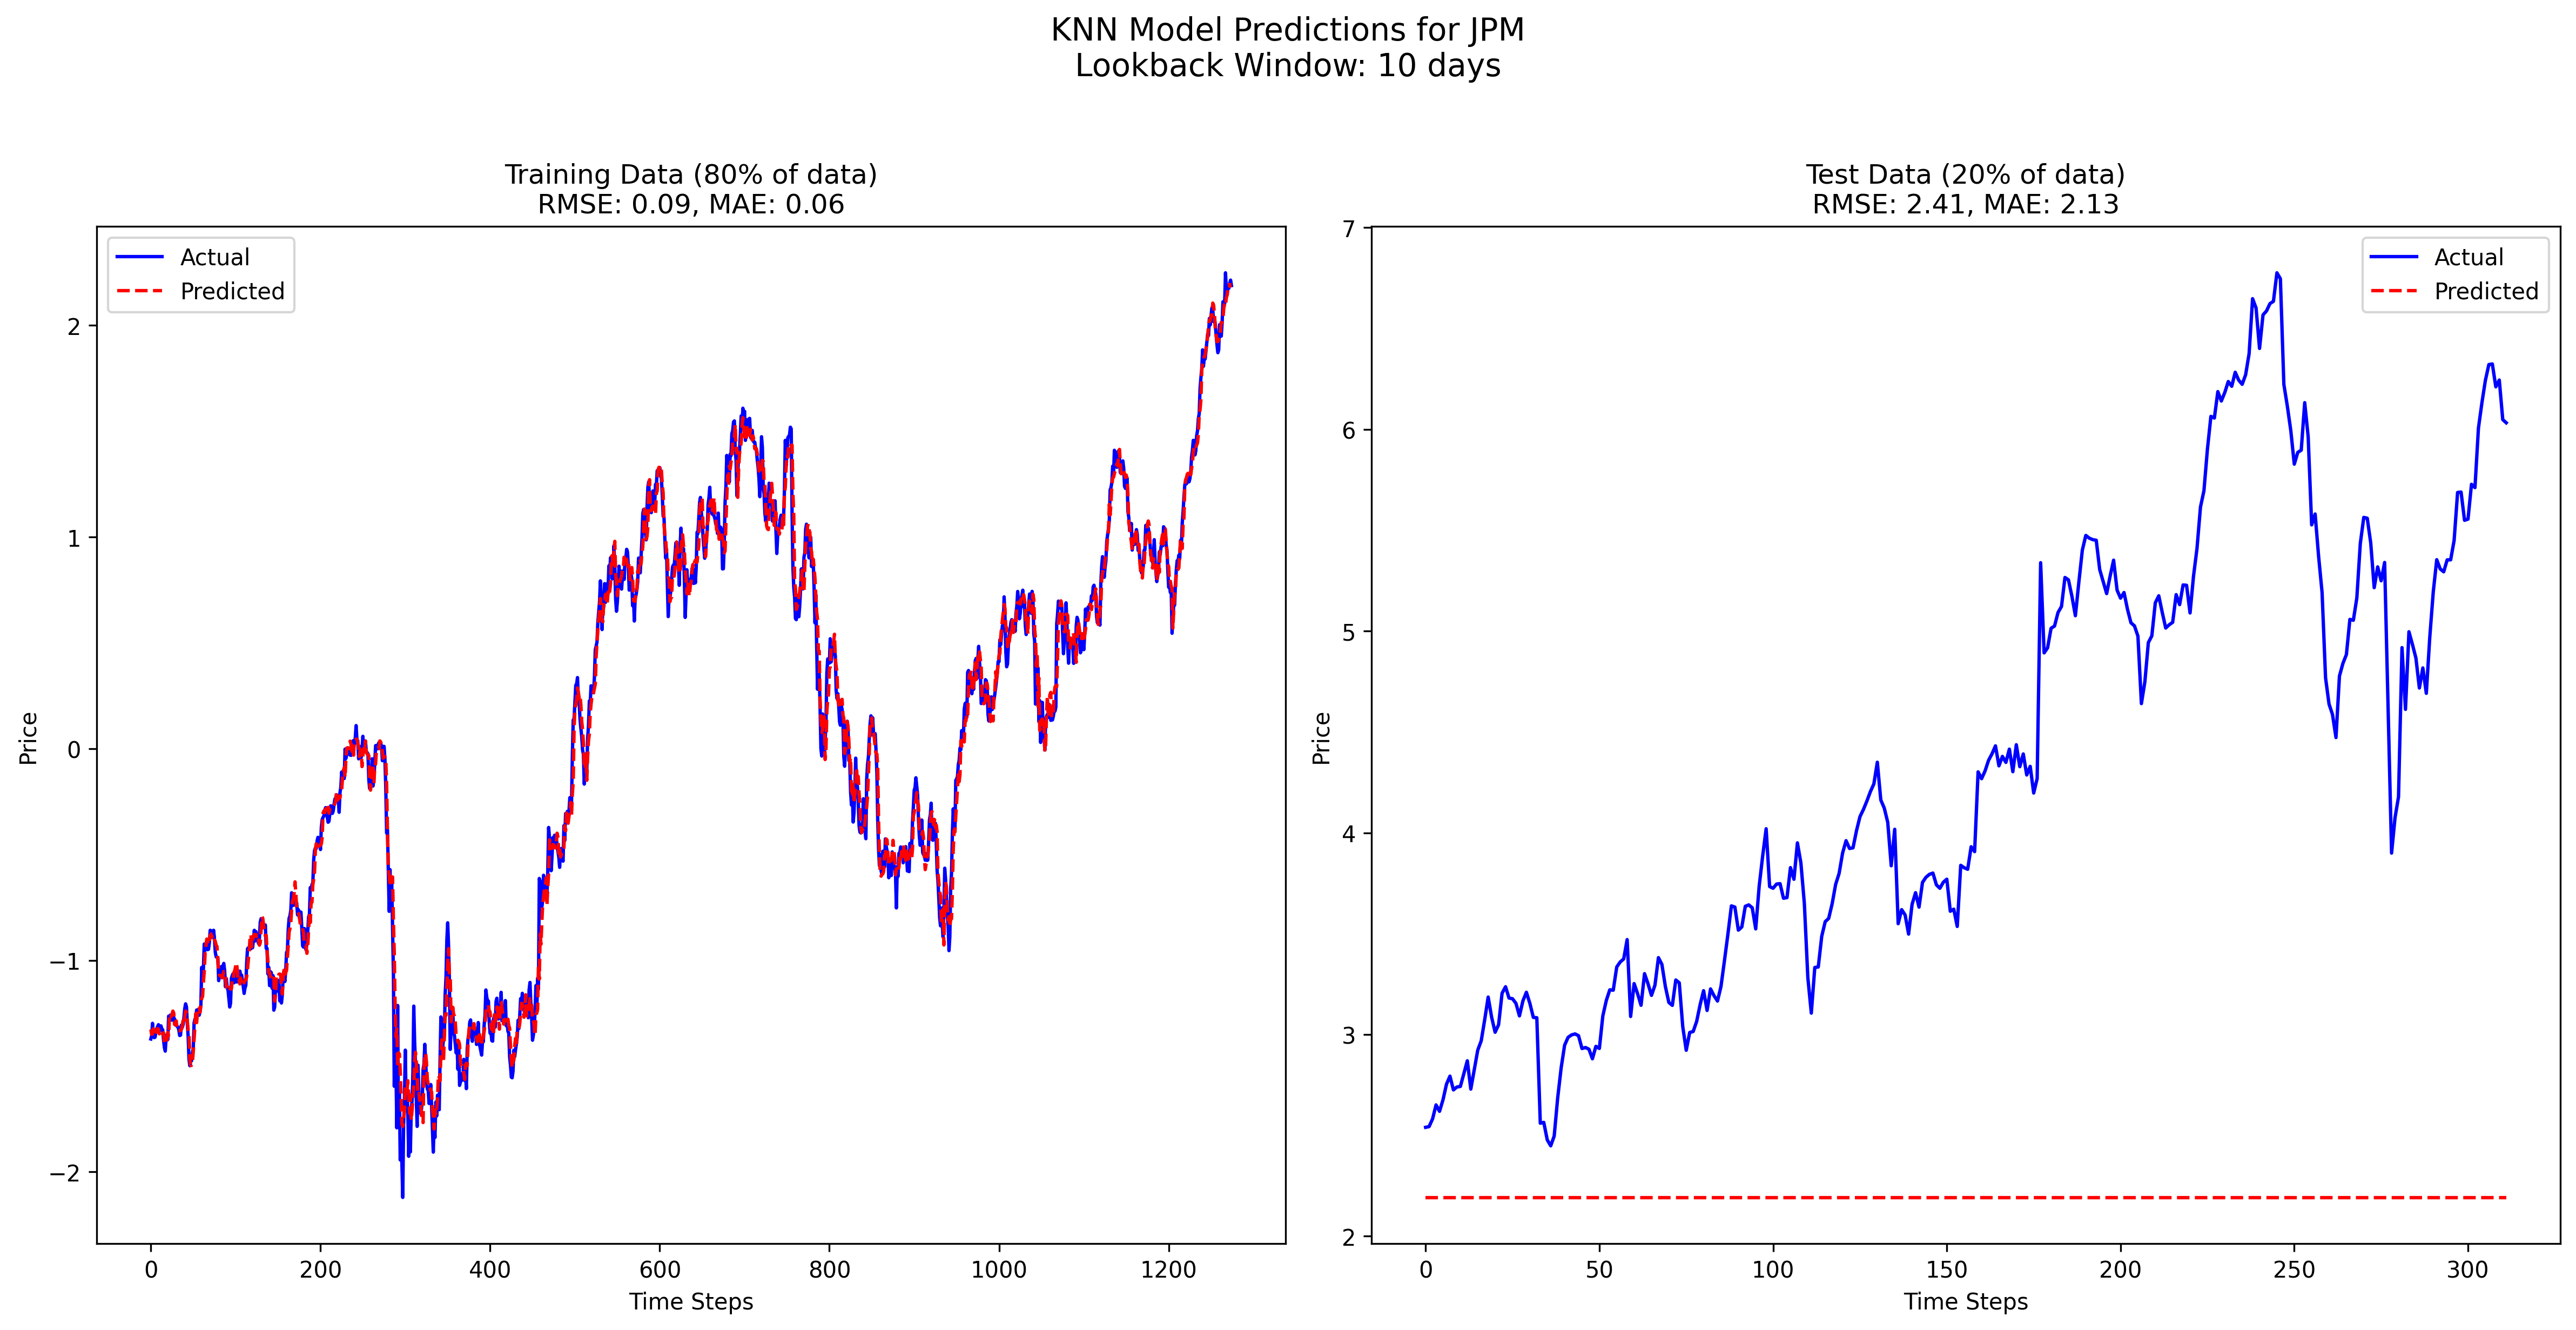 KNN Model Predictions for JPM
Lookback Window: 10 days
Training Data (80% of data)
RMSE: 0.09, MAE: 0.06
Actual
Predicted
2
1
0
−1
−2
Price
0
200
400
600
800
1000
1200
Time Steps
Test Data (20% of data)
RMSE: 2.41, MAE: 2.13
Actual
Predicted
7
6
5
4
3
2
Price
0
50
100
150
200
250
300
Time Steps